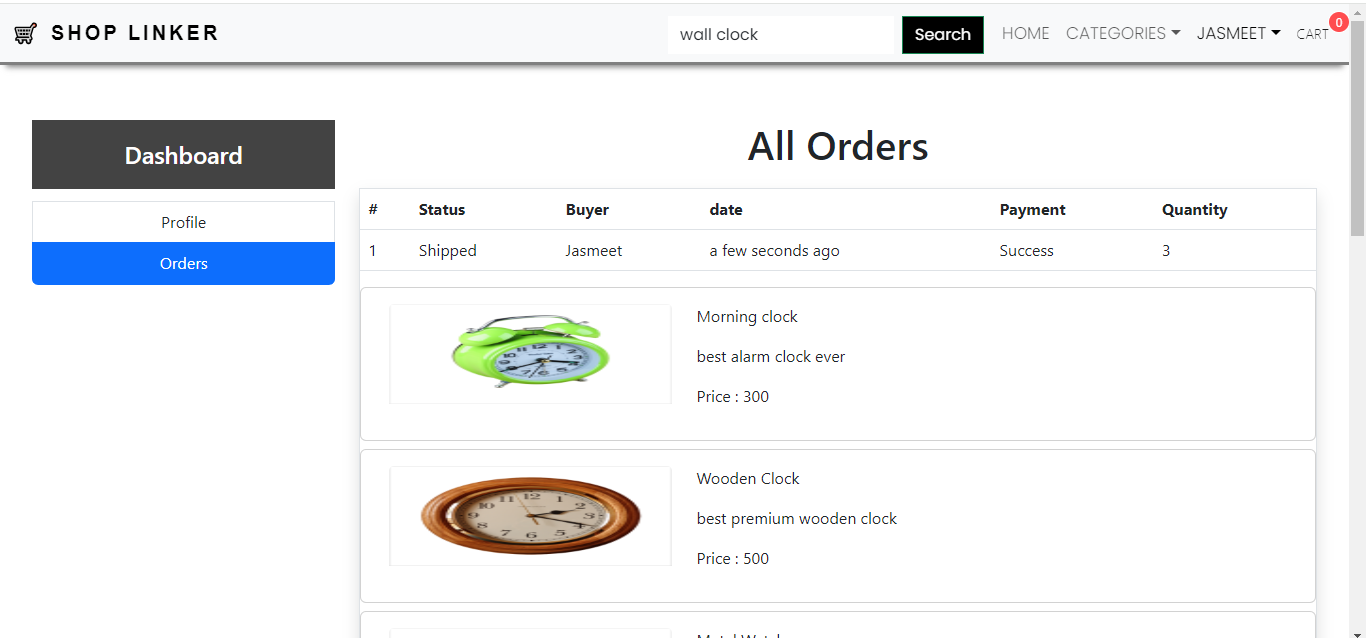 SHOP LINKER
wall clock
Search
HOME
CATEGORIES
JASMEET
CART
0
Dashboard
Profile
Orders
All Orders
# Status Buyer date Payment Quantity
1 Shipped Jasmeet a few seconds ago Success 3
Morning clock
best alarm clock ever
Price : 300
Wooden Clock
best premium wooden clock
Price : 500